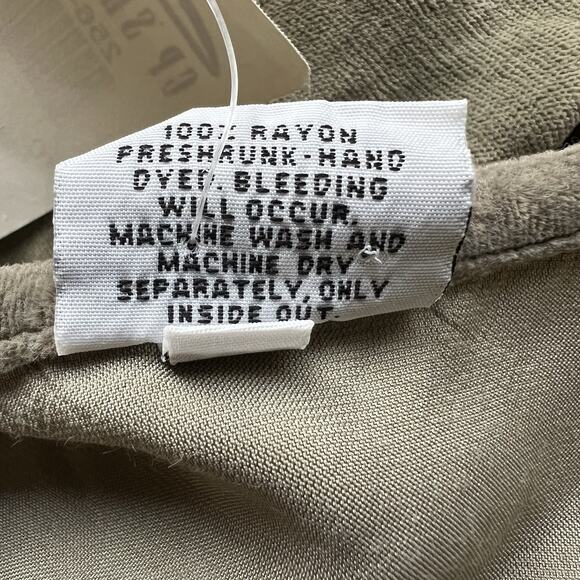 100% RAYON
PRESHRUNK-HAND
DYED. BLEEDING
WILL OCCUR.
MACHINE WASH AND
MACHINE DRY
SEPARATELY, ONLY
INSIDE OUT.